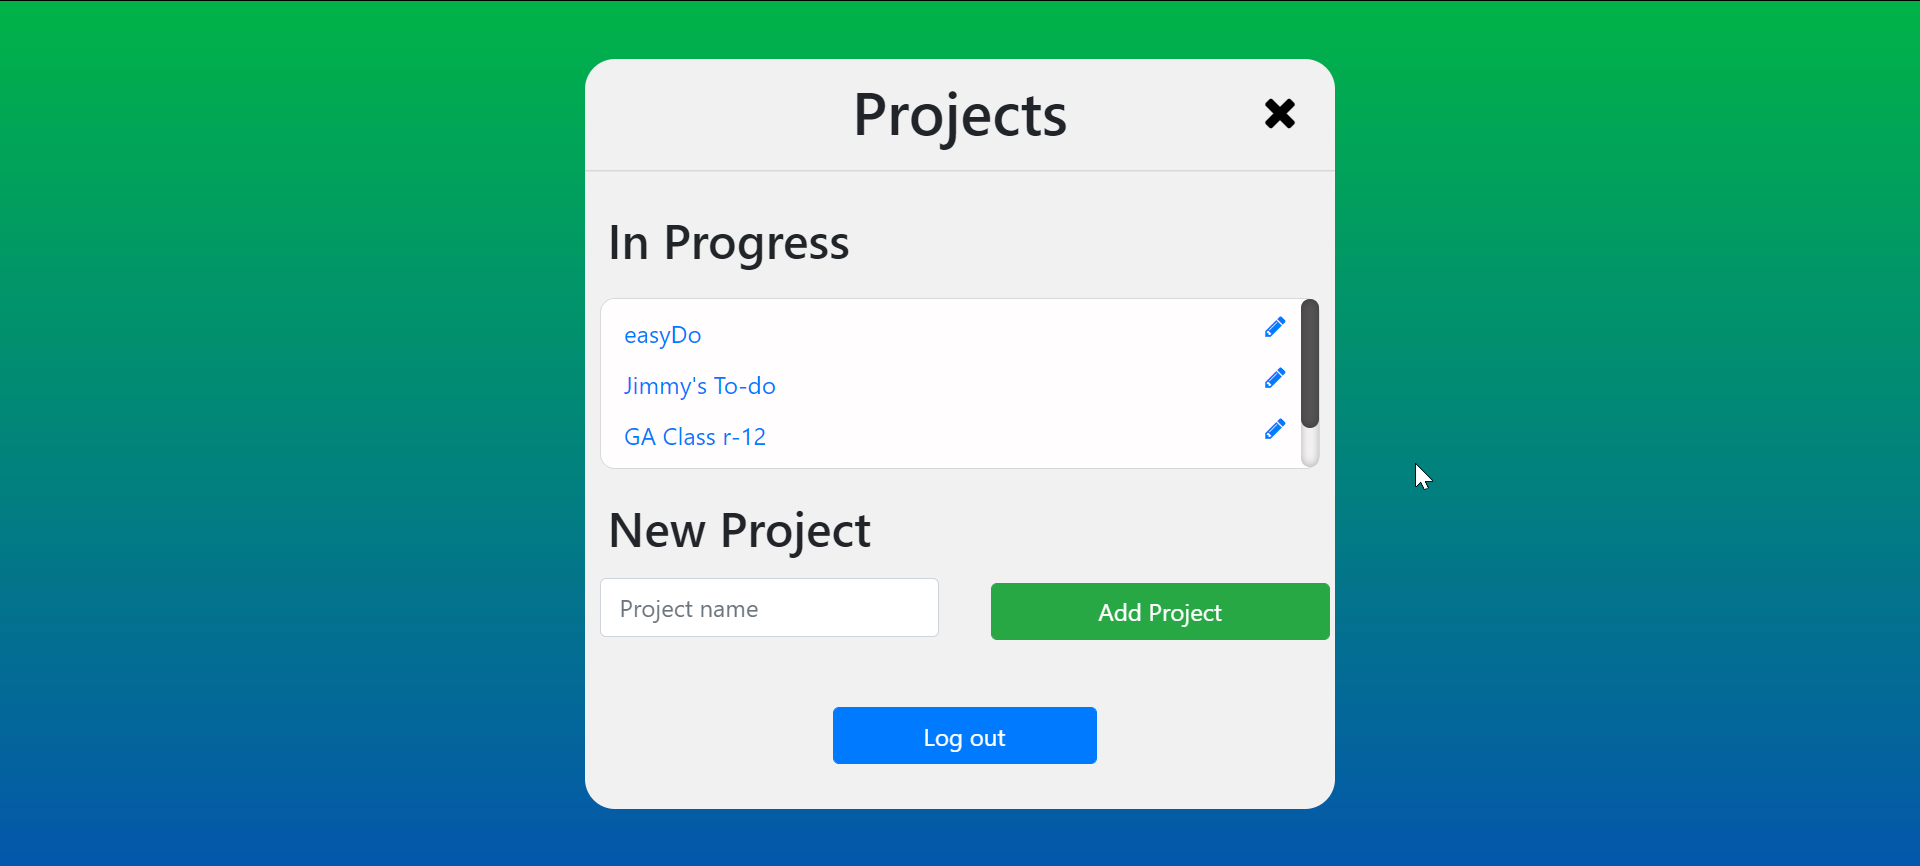 Projects
In Progress
easyDo
Jimmy's To-do
GA Class r-12
New Project
Project name
Add Project
Log out